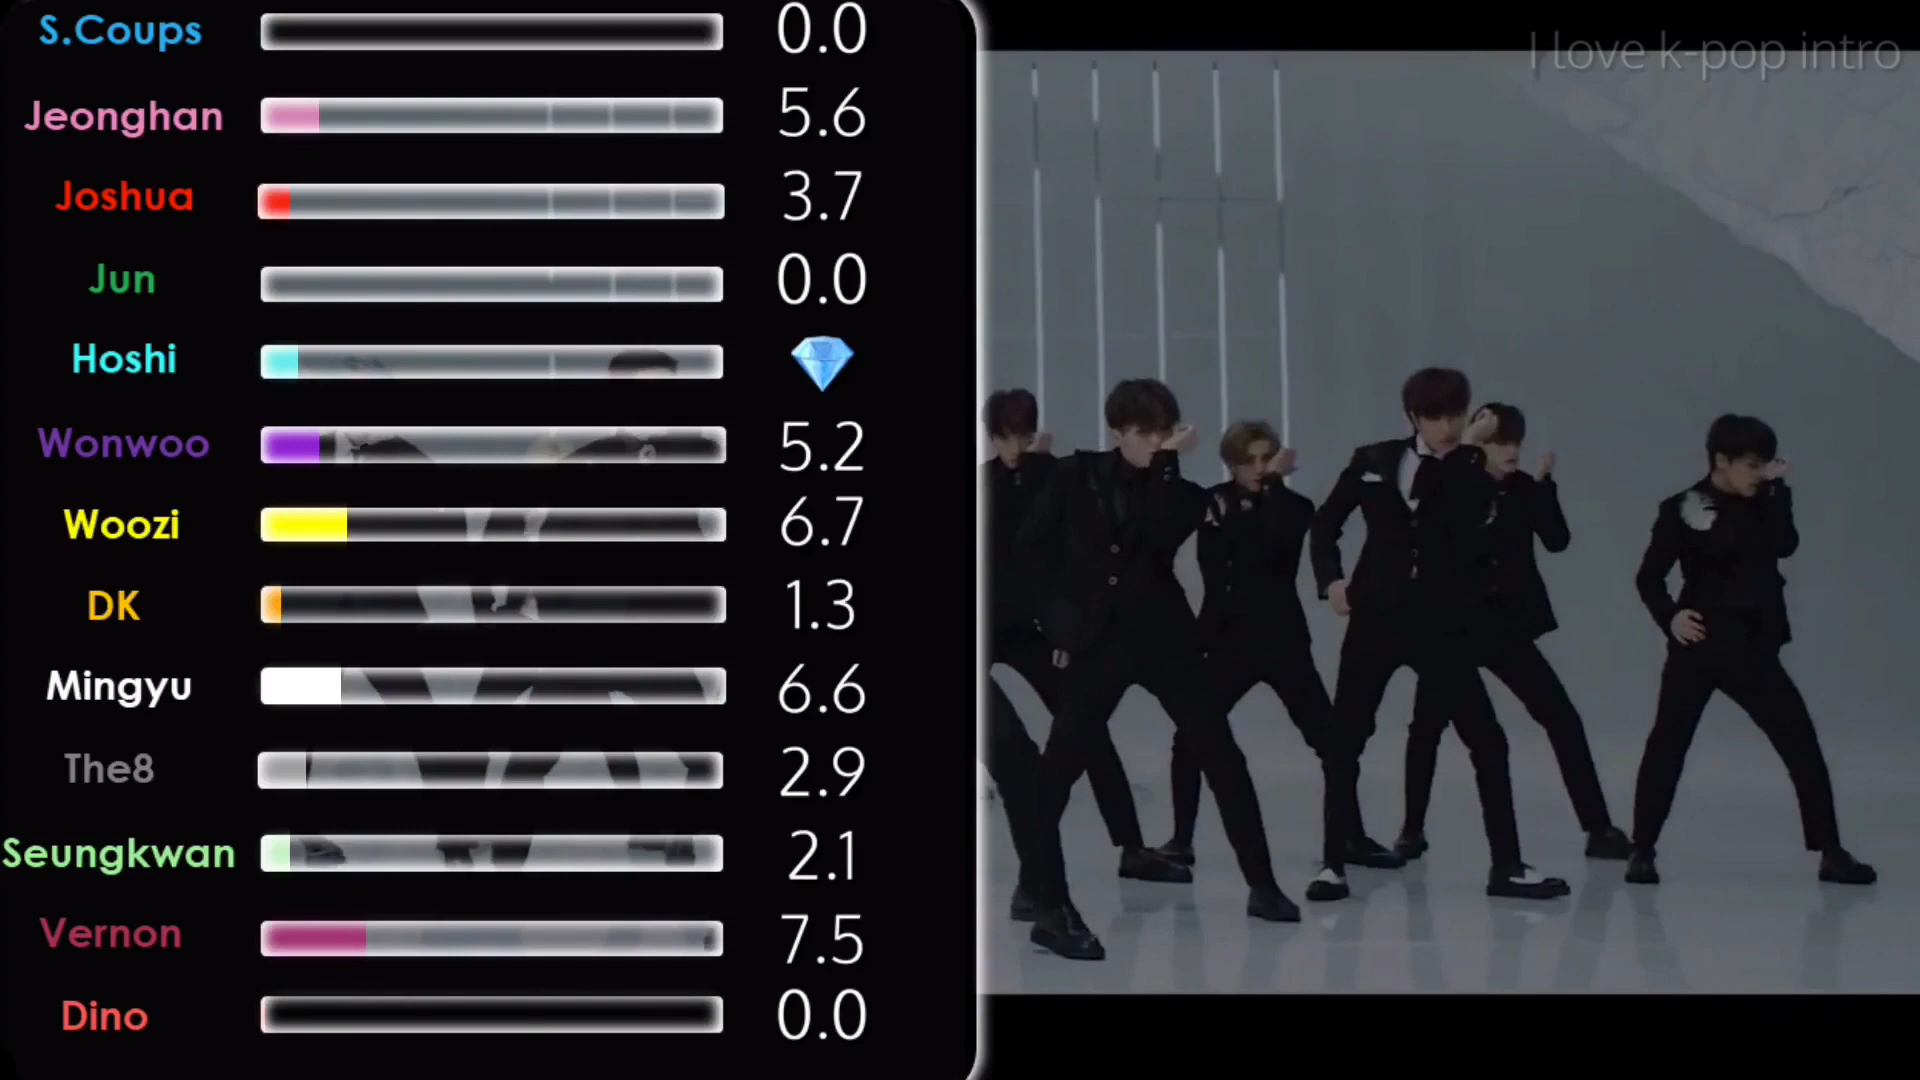 S.Coups 0.0
I love k-pop intro
Jeonghan 5.6
Joshua 3.7
Jun 0.0
Hoshi
Wonwoo 5.2
Woozi 6.7
DK 1.3
Mingyu 6.6
The8 2.9
Seungkwan 2.1
Vernon 7.5
Dino 0.0